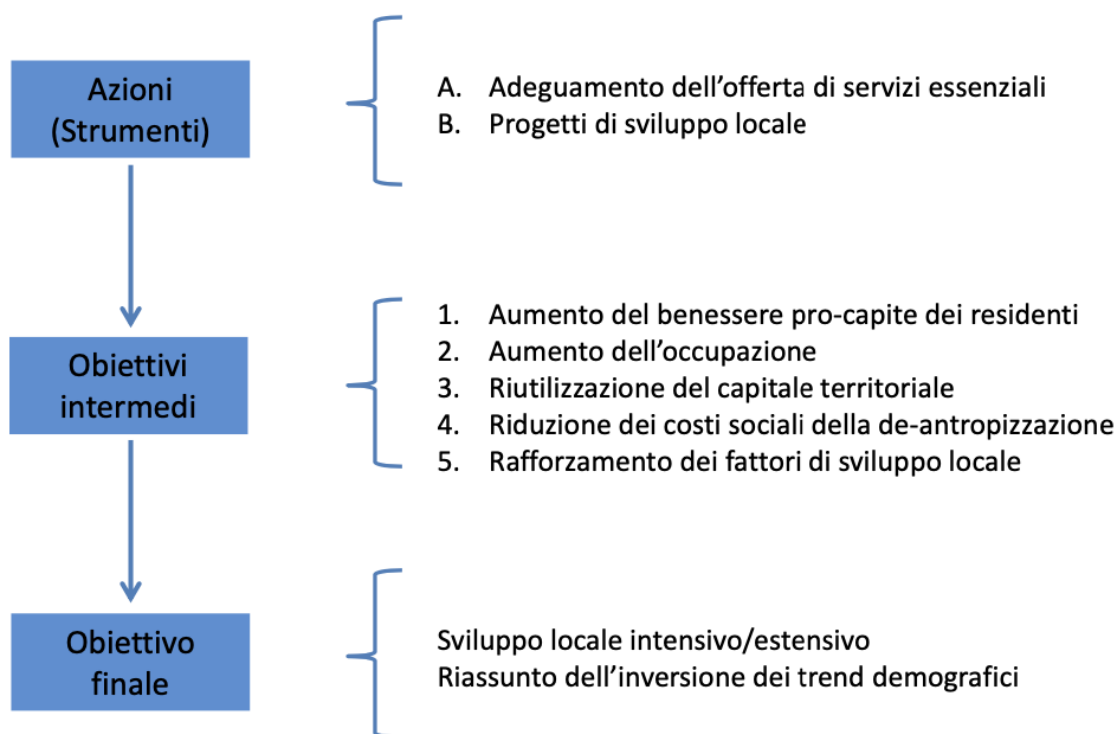 Azioni
(Strumenti)
A. Adeguamento dell’offerta di servizi essenziali
B. Progetti di sviluppo locale
Obiettivi
intermedi
1. Aumento del benessere pro-capite dei residenti
2. Aumento dell’occupazione
3. Riutilizzazione del capitale territoriale
4. Riduzione dei costi sociali della de-antropizzazione
5. Rafforzamento dei fattori di sviluppo locale
Obiettivo
finale
Sviluppo locale intensivo/estensivo
Riassunto dell’inversione dei trend demografici